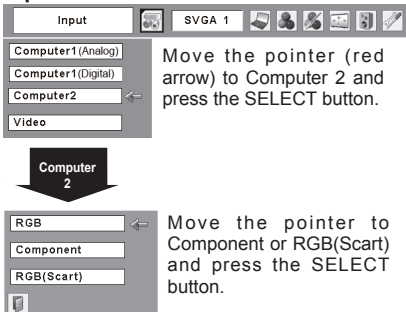 Input
SVGA 1
Computer1(Analog)
Computer1(Digital)
Computer2
Video
Move the pointer (red
arrow) to Computer 2 and
press the SELECT button.
Computer
2
RGB
Component
RGB(Scart)
Move the pointer to
Component or RGB(Scart)
and press the SELECT
button.